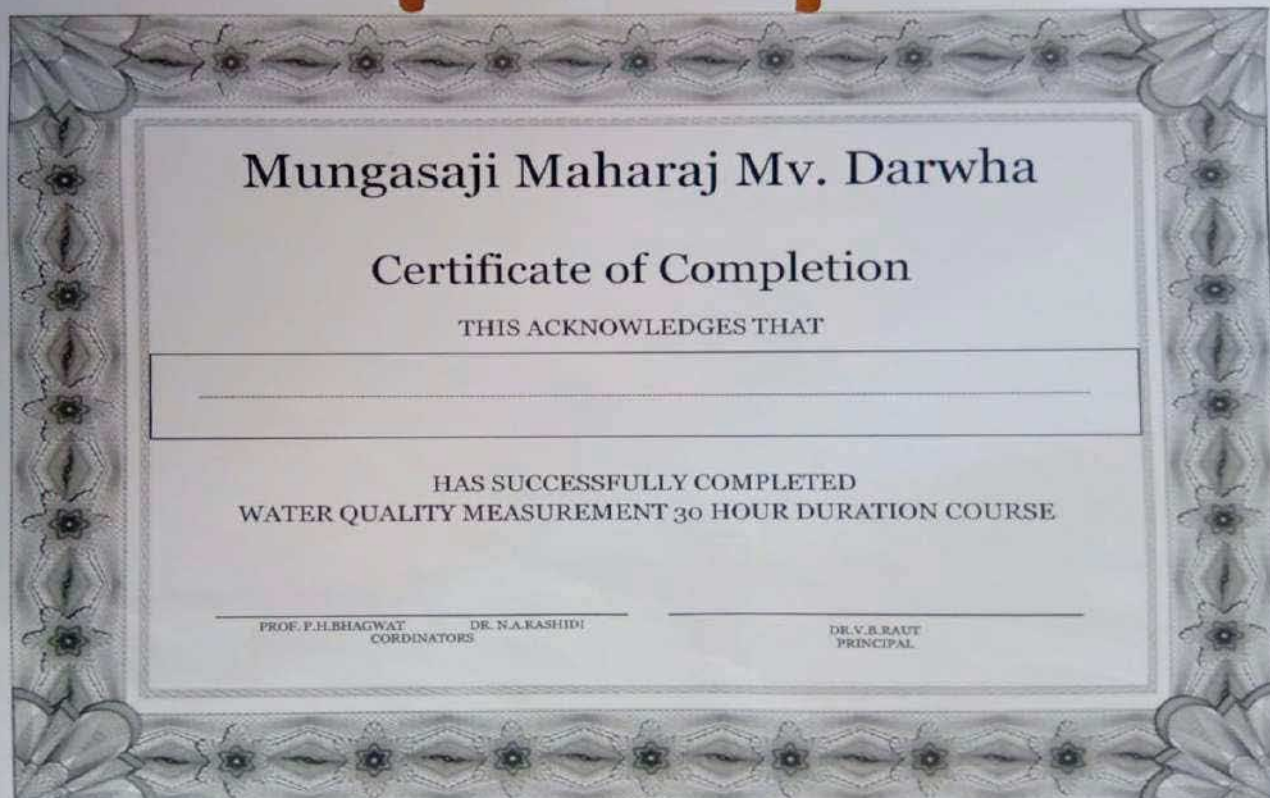 Mungasaji Maharaj Mv. Darwha
Certificate of Completion
THIS ACKNOWLEDGES THAT
HAS SUCCESSFULLY COMPLETED
WATER QUALITY MEASUREMENT 30 HOUR DURATION COURSE
PROF. P.H.BHAGWAT DR. N.A.KASHIDI
CORDINATORS
DR.V.B.RAUT
PRINCIPAL